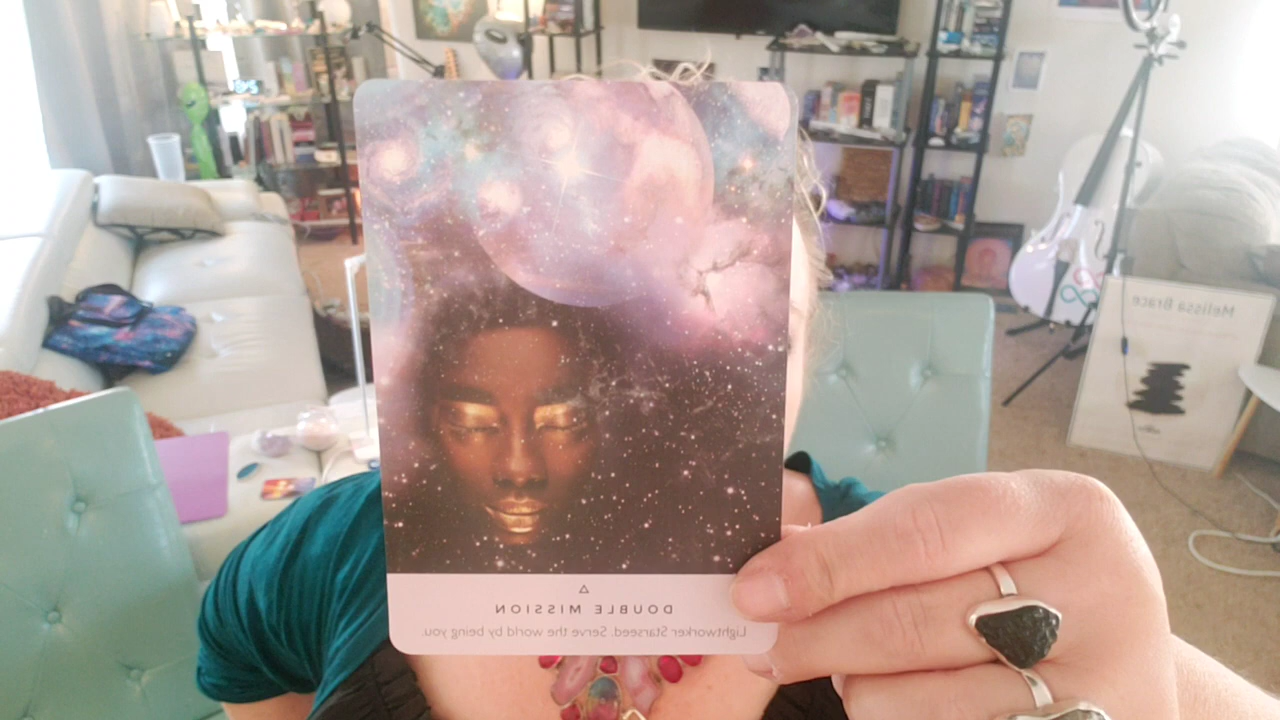 Melissa Brace
DOUBLE MISSION
Lightworker Starseed. Serve the world by being you.